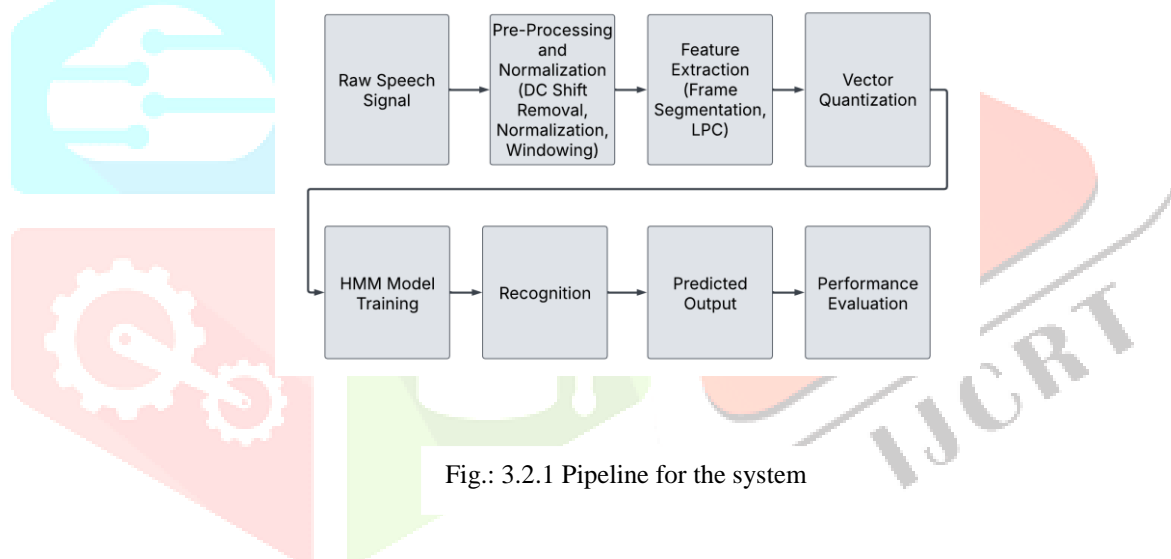 Raw Speech
Signal
Pre-Processing
and
Normalization
(DC Shift
Removal,
Normalization,
Windowing)
Feature
Extraction
(Frame
Segmentation,
LPC)
Vector
Quantization
HMM Model
Training
Recognition
Predicted
Output
Performance
Evaluation
IJCRT
Fig.: 3.2.1 Pipeline for the system